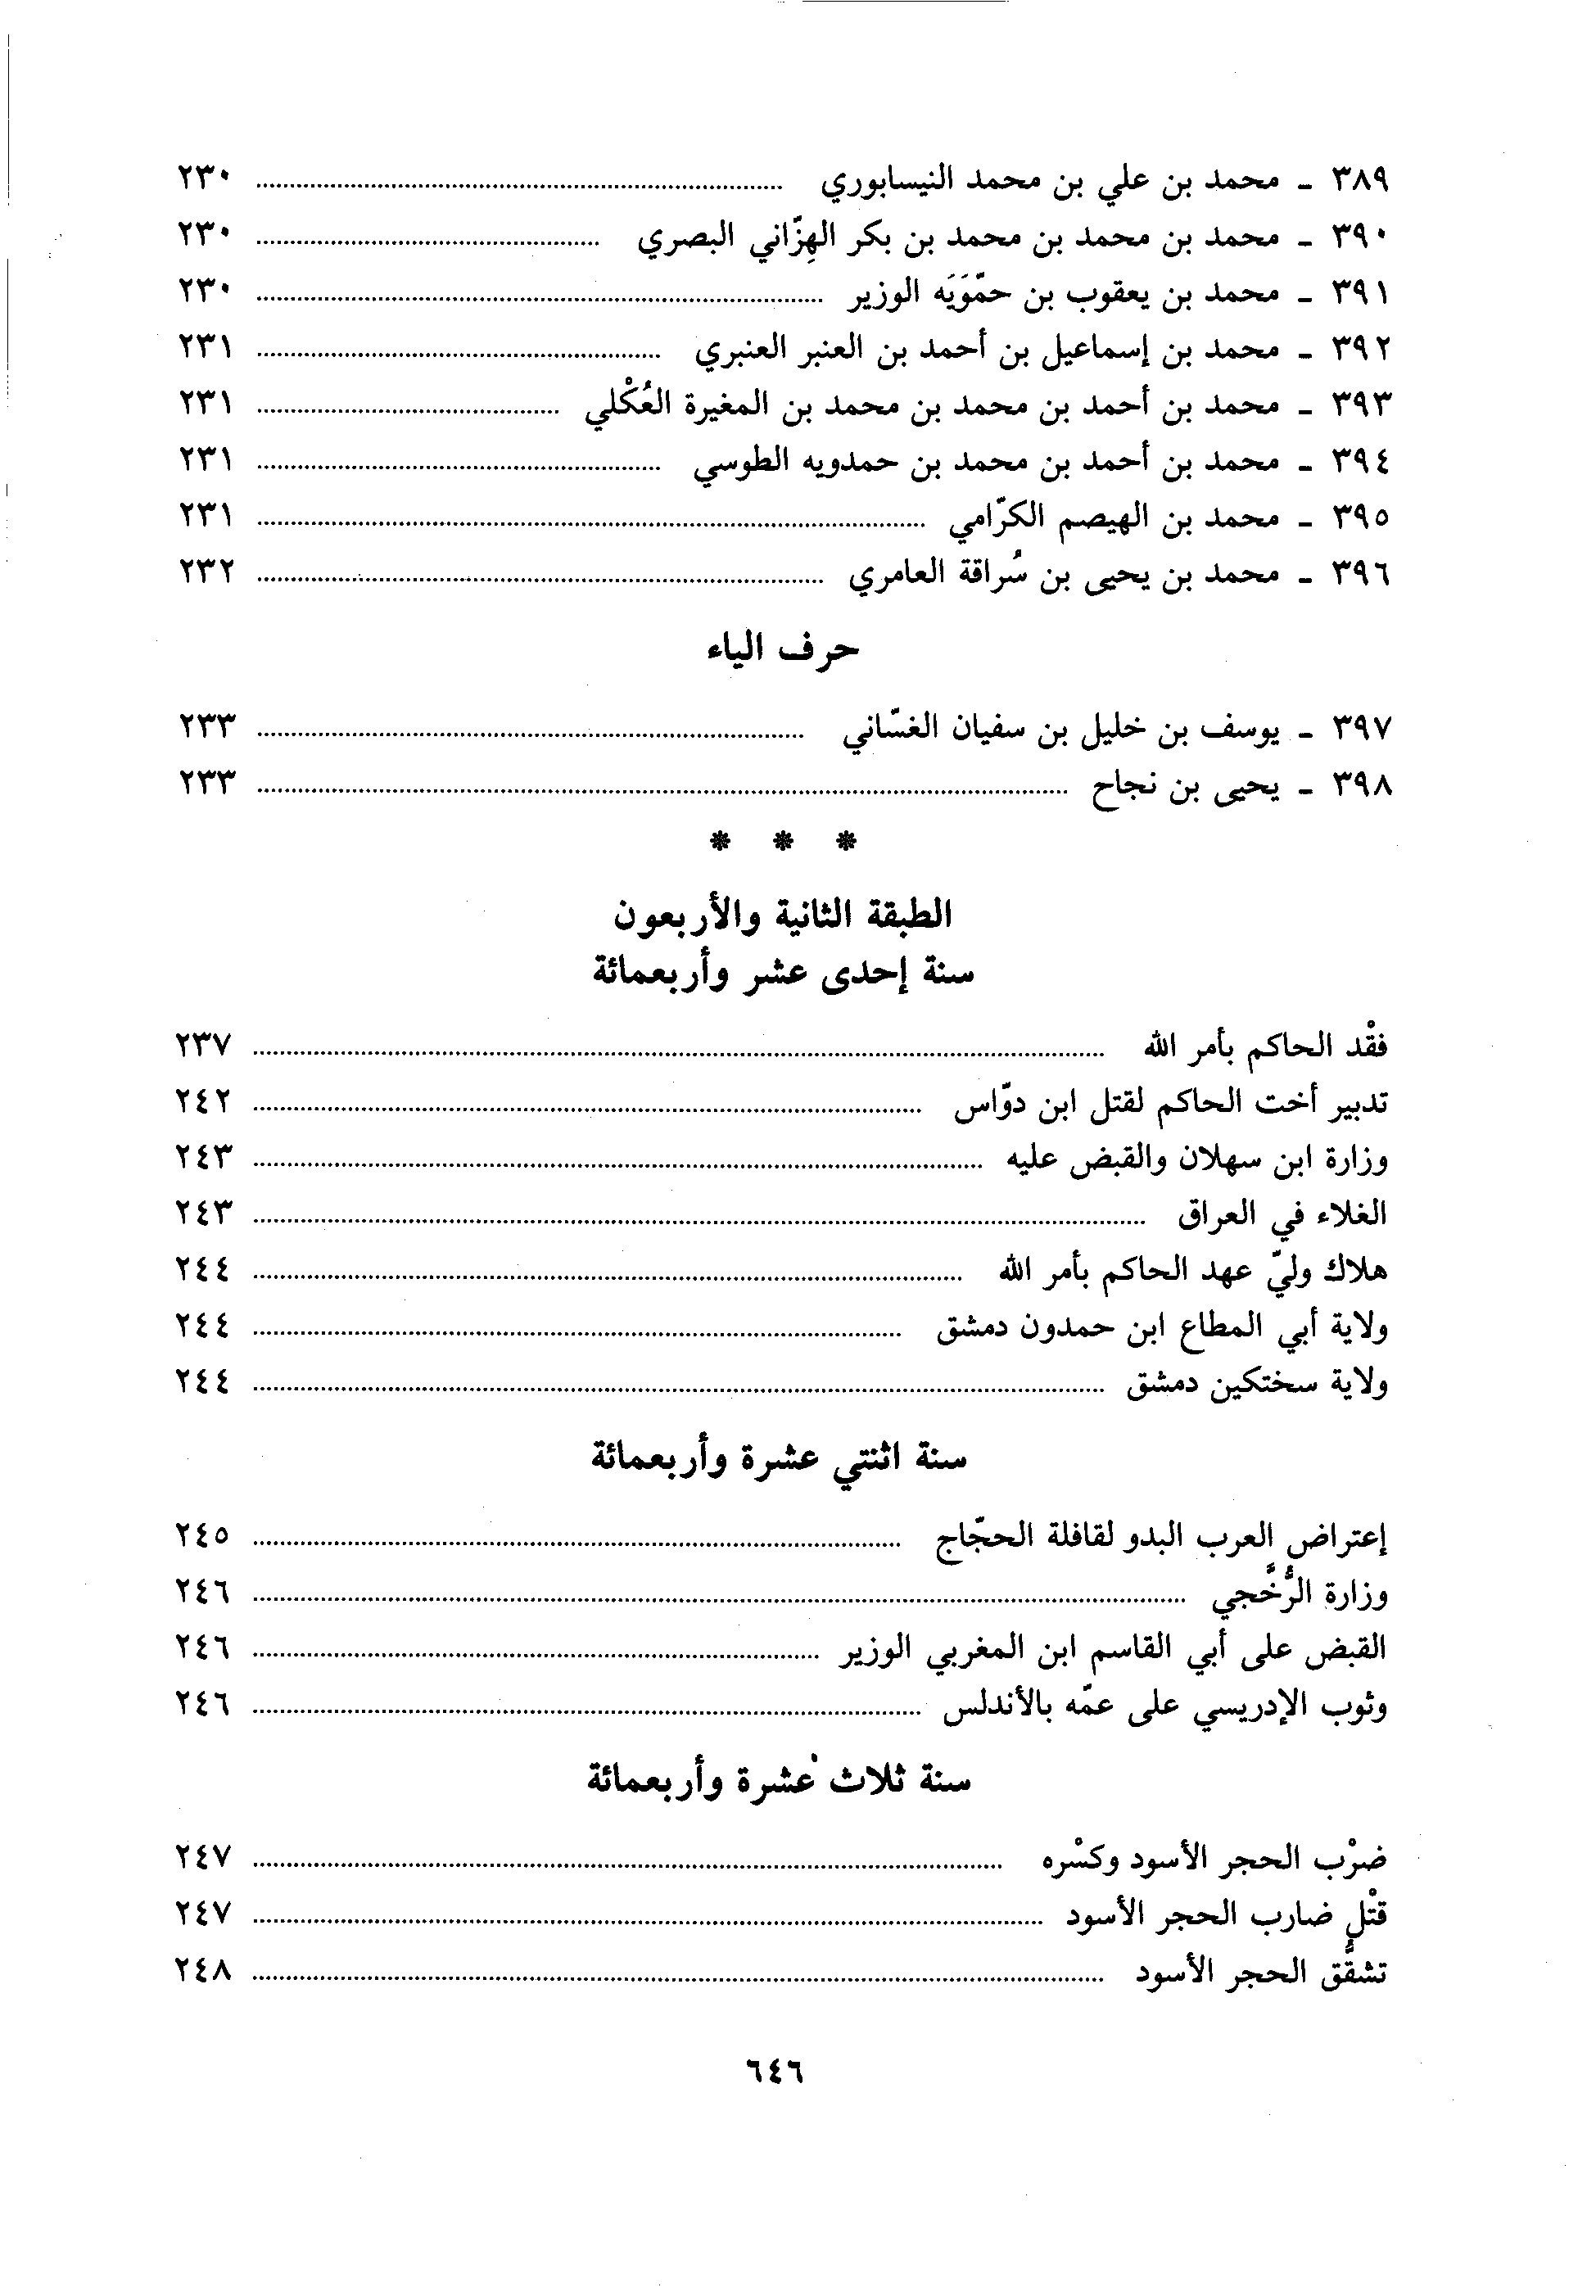 ٣٨٩ - محمد بن علي بن محمد النيسابوري ........ ٢٣٠
٣٩٠ - محمد بن محمد بن محمد بن بكر الهِزّاني البصري ........ ٢٣٠
٣٩١ - محمد بن يعقوب بن حمّوَيَه الوزير ........ ٢٣٠
٣٩٢ - محمد بن إسماعيل بن أحمد بن العنبر العنبري ........ ٢٣١
٣٩٣ - محمد بن أحمد بن محمد بن محمد بن المغيرة العُكْلي ........ ٢٣١
٣٩٤ - محمد بن أحمد بن محمد بن حمدويه الطوسي ........ ٢٣١
٣٩٥ - محمد بن الهيصم الكرّامي ........ ٢٣١
٣٩٦ - محمد بن يحيى بن سُراقة العامري ........ ٢٣٢
حرف الياء
٣٩٧ - يوسف بن خليل بن سفيان الغسّاني ........ ٢٣٣
٣٩٨ - يحيى بن نجاح ........ ٢٣٣
* * *
الطبقة الثانية والأربعون
سنة إحدى عشر وأربعمائة
فقْد الحاكم بأمر الله ........ ٢٣٧
تدبير أخت الحاكم لقتل ابن دوّاس ........ ٢٤٢
وزارة ابن سهلان والقبض عليه ........ ٢٤٣
الغلاء في العراق ........ ٢٤٣
هلاك وليّ عهد الحاكم بأمر الله ........ ٢٤٤
ولاية أبي المطاع ابن حمدون دمشق ........ ٢٤٤
ولاية سختكين دمشق ........ ٢٤٤
سنة اثنتي عشرة وأربعمائة
إعتراض العرب البدو لقافلة الحجّاج ........ ٢٤٥
وزارة الرُّخَّجي ........ ٢٤٦
القبض على أبي القاسم ابن المغربي الوزير ........ ٢٤٦
وثوب الإدريسي على عمّه بالأندلس ........ ٢٤٦
سنة ثلاث عشرة وأربعمائة
ضرْب الحجر الأسود وكسْره ........ ٢٤٧
قتْل ضارب الحجر الأسود ........ ٢٤٧
تشقُّق الحجر الأسود ........ ٢٤٨
٦٤٦